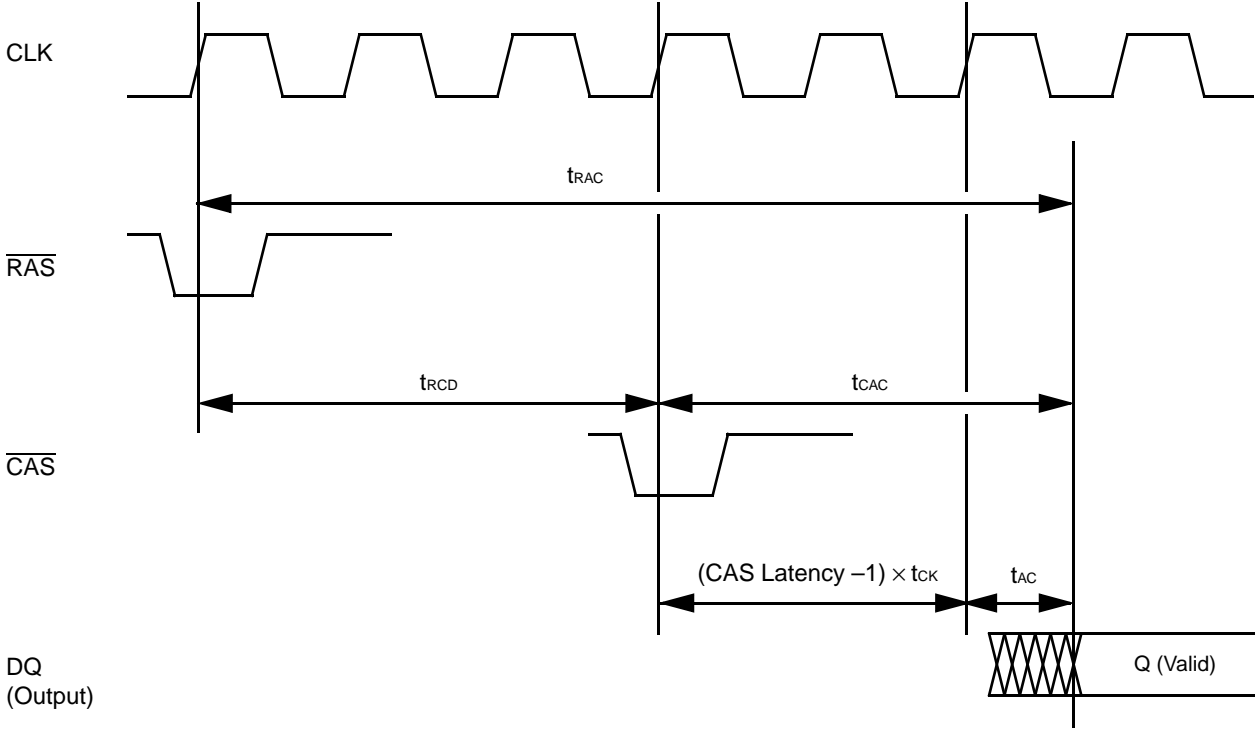 CLK
tRAC
RAS
tRCD
tCAC
CAS
(CAS Latency –1) × tCK
tAC
DQ
(Output)
Q (Valid)